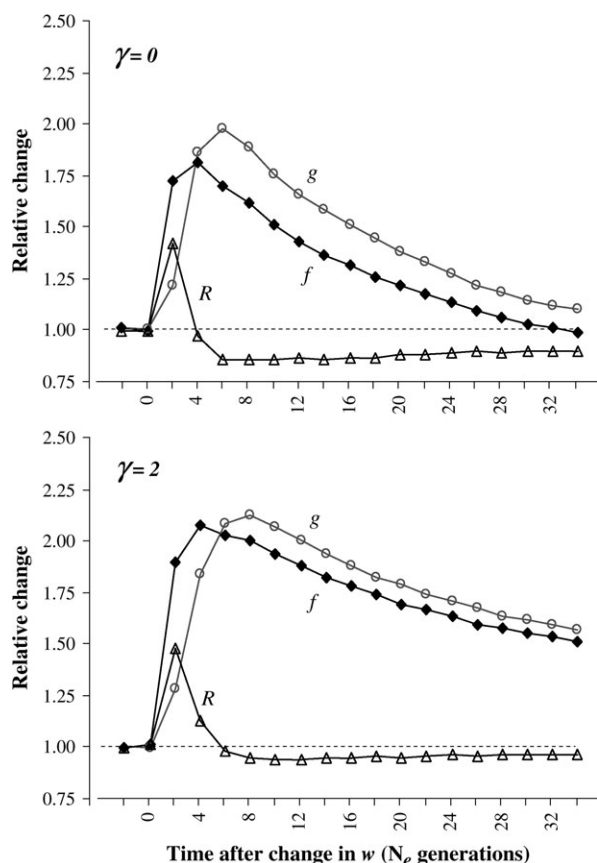 2.50
γ = 0
2.25
2.00
g
1.75
1.50
f
1.25
R
1.00
0.75
Relative change
0 4 8 12 16 20 24 28 32
2.50
γ = 2
2.25
g
2.00
1.75
f
1.50
R
1.25
1.00
0.75
Relative change
0 4 8 12 16 20 24 28 32
Time after change in w (Ne generations)